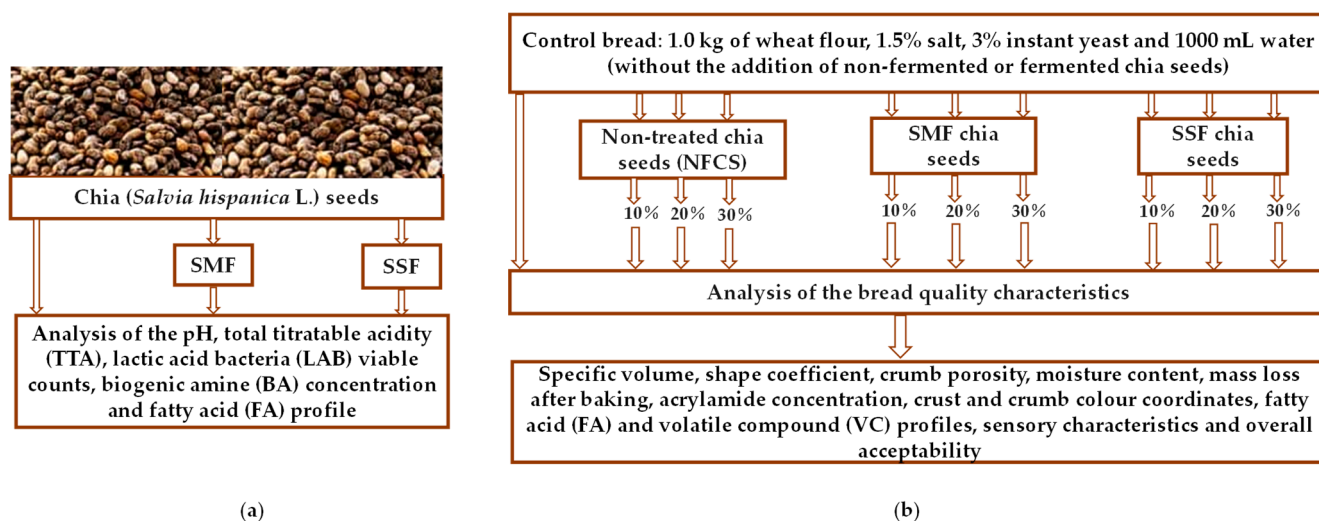 Chia (Salvia hispanica L.) seeds
SMF
SSF
Analysis of the pH, total titratable acidity
(TTA), lactic acid bacteria (LAB) viable
counts, biogenic amine (BA) concentration
and fatty acid (FA) profile
(a)
Control bread: 1.0 kg of wheat flour, 1.5% salt, 3% instant yeast and 1000 mL water
(without the addition of non-fermented or fermented chia seeds)
Non-treated chia
seeds (NFCS)
SMF chia
seeds
SSF chia
seeds
10% 20% 30%
10% 20% 30%
10% 20% 30%
Analysis of the bread quality characteristics
Specific volume, shape coefficient, crumb porosity, moisture content, mass loss
after baking, acrylamide concentration, crust and crumb colour coordinates, fatty
acid (FA) and volatile compound (VC) profiles, sensory characteristics and overall
acceptability
(b)